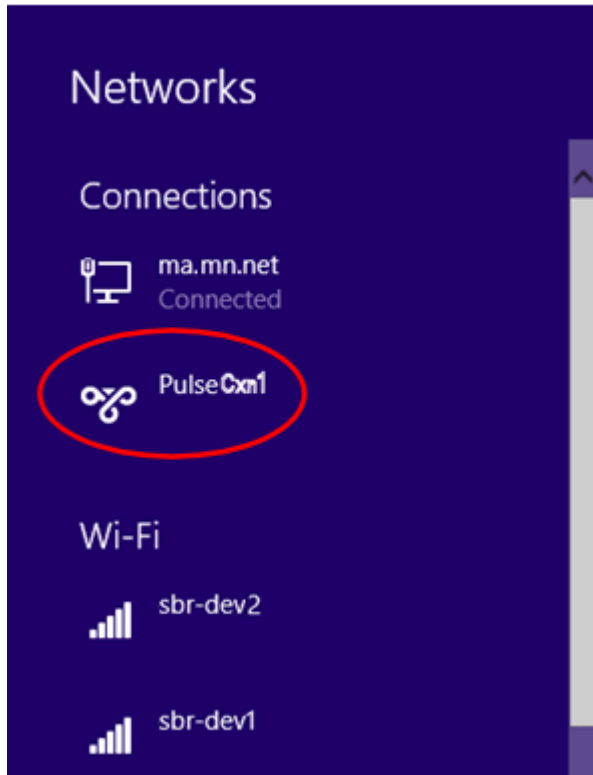 Networks
Connections
ma.mn.net
Connected
PulseCxn1
Wi-Fi
sbr-dev2
sbr-dev1